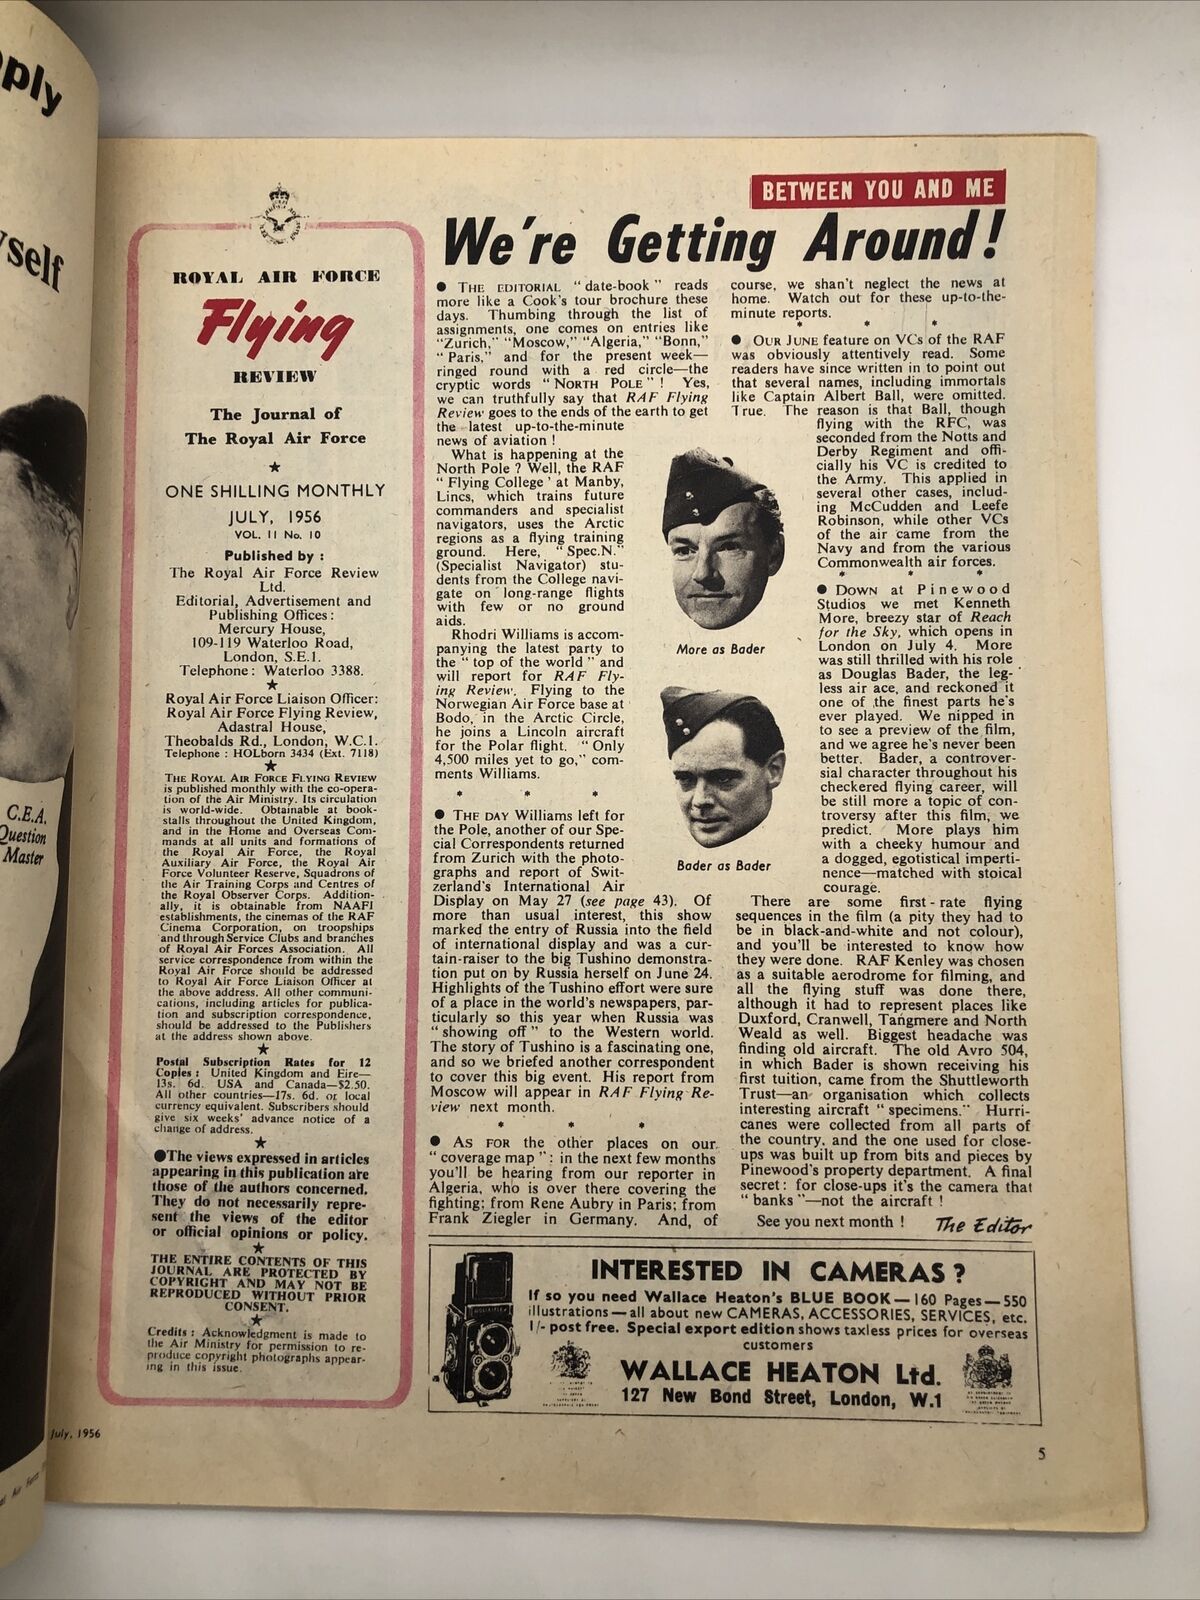 ply
yself
C.E.A.
Question
Master
July, 1956
ROYAL AIR FORCE
Flying
REVIEW
The Journal of
The Royal Air Force
★
ONE SHILLING MONTHLY
JULY, 1956
VOL. 11 No. 10
Published by :
The Royal Air Force Review
Ltd.
Editorial, Advertisement and
Publishing Offices :
Mercury House,
109-119 Waterloo Road,
London, S.E.1.
Telephone : Waterloo 3388.
★
Royal Air Force Liaison Officer:
Royal Air Force Flying Review,
Adastral House,
Theobalds Rd., London, W.C.1.
Telephone : HOLborn 3434 (Ext. 7118)
★
THE ROYAL AIR FORCE FLYING REVIEW
is published monthly with the co-opera-
tion of the Air Ministry. Its circulation
is world-wide. Obtainable at book-
stalls throughout the United Kingdom,
and in the Home and Overseas Com-
mands at all units and formations of
the Royal Air Force, the Royal
Auxiliary Air Force, the Royal Air
Force Volunteer Reserve, Squadrons of
the Air Training Corps and Centres of
the Royal Observer Corps. Addition-
ally, it is obtainable from NAAFI
establishments, the cinemas of the RAF
Cinema Corporation, on troopships
and through Service Clubs and branches
of Royal Air Forces Association. All
service correspondence from within the
Royal Air Force should be addressed
to Royal Air Force Liaison Officer at
the above address. All other communi-
cations, including articles for publica-
tion and subscription correspondence,
should be addressed to the Publishers
at the address shown above.
★
Postal Subscription Rates for 12
Copies : United Kingdom and Eire—
13s. 6d. USA and Canada—$2.50.
All other countries—17s. 6d. or local
currency equivalent. Subscribers should
give six weeks' advance notice of a
change of address.
★
●The views expressed in articles
appearing in this publication are
those of the authors concerned.
They do not necessarily repre-
sent the views of the editor
or official opinions or policy.
★
THE ENTIRE CONTENTS OF THIS
JOURNAL ARE PROTECTED BY
COPYRIGHT AND MAY NOT BE
REPRODUCED WITHOUT PRIOR
CONSENT.
★
Credits : Acknowledgment is made to
the Air Ministry for permission to re-
produce copyright photographs appear-
ing in this issue.
BETWEEN YOU AND ME
We're Getting Around!
● THE EDITORIAL "date-book" reads
more like a Cook's tour brochure these
days. Thumbing through the list of
assignments, one comes on entries like
"Zurich," "Moscow," "Algeria," "Bonn,"
"Paris," and for the present week—
ringed round with a red circle—the
cryptic words "NORTH POLE"! Yes,
we can truthfully say that RAF Flying
Review goes to the ends of the earth to get
the latest up-to-the-minute
news of aviation !
What is happening at the
North Pole ? Well, the RAF
"Flying College' at Manby,
Lincs, which trains future
commanders and specialist
navigators, uses the Arctic
regions as a flying training
ground. Here, "Spec.N."
(Specialist Navigator) stu-
dents from the College navi-
gate on long-range flights
with few or no ground
aids.
Rhodri Williams is accom-
panying the latest party to
the "top of the world" and
will report for RAF Fly-
ing Review. Flying to the
Norwegian Air Force base at
Bodo, in the Arctic Circle,
he joins a Lincoln aircraft
for the Polar flight. "Only
4,500 miles yet to go," com-
ments Williams.
* * *
● THE DAY Williams left for
the Pole, another of our Spe-
cial Correspondents returned
from Zurich with the photo-
graphs and report of Swit-
zerland's International Air
Display on May 27 (see page 43). Of
more than usual interest, this show
marked the entry of Russia into the field
of international display and was a cur-
tain-raiser to the big Tushino demonstra-
tion put on by Russia herself on June 24.
Highlights of the Tushino effort were sure
of a place in the world's newspapers, par-
ticularly so this year when Russia was
"showing off" to the Western world.
The story of Tushino is a fascinating one,
and so we briefed another correspondent
to cover this big event. His report from
Moscow will appear in RAF Flying Re-
view next month.
* * *
● AS FOR the other places on our
"coverage map": in the next few months
you'll be hearing from our reporter in
Algeria, who is over there covering the
fighting; from Rene Aubry in Paris; from
Frank Ziegler in Germany. And, of
course, we shan't neglect the news at
home. Watch out for these up-to-the-
minute reports.
* * *
● OUR JUNE feature on VCs of the RAF
was obviously attentively read. Some
readers have since written in to point out
that several names, including immortals
like Captain Albert Ball, were omitted.
True. The reason is that Ball, though
flying with the RFC, was
seconded from the Notts and
Derby Regiment and offi-
cially his VC is credited to
the Army. This applied in
several other cases, includ-
ing McCudden and Leefe
Robinson, while other VCs
of the air came from the
Navy and from the various
Commonwealth air forces.
* * *
● DOWN at Pinewood
Studios we met Kenneth
More, breezy star of Reach
for the Sky, which opens in
London on July 4. More
was still thrilled with his role
as Douglas Bader, the leg-
less air ace, and reckoned it
one of the finest parts he's
ever played. We nipped in
to see a preview of the film,
and we agree he's never been
better. Bader, a controver-
sial character throughout his
checkered flying career, will
be still more a topic of con-
troversy after this film, we
predict. More plays him
with a cheeky humour and
a dogged, egotistical imperti-
nence—matched with stoical
courage.
There are some first-rate flying
sequences in the film (a pity they had to
be in black-and-white and not colour),
and you'll be interested to know how
they were done. RAF Kenley was chosen
as a suitable aerodrome for filming, and
all the flying stuff was done there,
although it had to represent places like
Duxford, Cranwell, Tangmere and North
Weald as well. Biggest headache was
finding old aircraft. The old Avro 504,
in which Bader is shown receiving his
first tuition, came from the Shuttleworth
Trust—an organisation which collects
interesting aircraft "specimens." Hurri-
canes were collected from all parts of
the country, and the one used for close-
ups was built up from bits and pieces by
Pinewood's property department. A final
secret: for close-ups it's the camera that
"banks"—not the aircraft !
See you next month ! The Editor
More as Bader
Bader as Bader
INTERESTED IN CAMERAS?
If so you need Wallace Heaton's BLUE BOOK—160 Pages—550
illustrations—all about new CAMERAS, ACCESSORIES, SERVICES, etc.
1/- post free. Special export edition shows taxless prices for overseas
customers
WALLACE HEATON Ltd.
127 New Bond Street, London, W.1
5